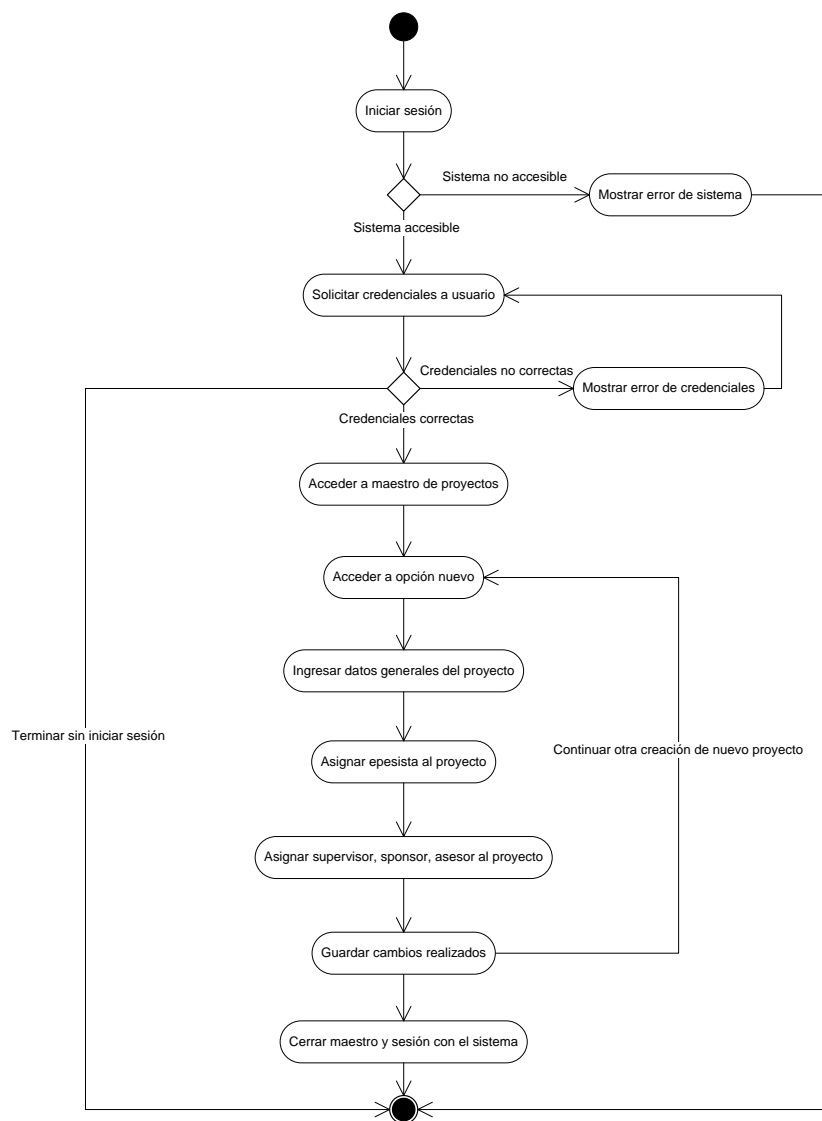 Iniciar sesión
Sistema no accesible
Mostrar error de sistema
Sistema accesible
Solicitar credenciales a usuario
Credenciales no correctas
Mostrar error de credenciales
Credenciales correctas
Acceder a maestro de proyectos
Acceder a opción nuevo
Ingresar datos generales del proyecto
Terminar sin iniciar sesión
Continuar otra creación de nuevo proyecto
Asignar epesista al proyecto
Asignar supervisor, sponsor, asesor al proyecto
Guardar cambios realizados
Cerrar maestro y sesión con el sistema